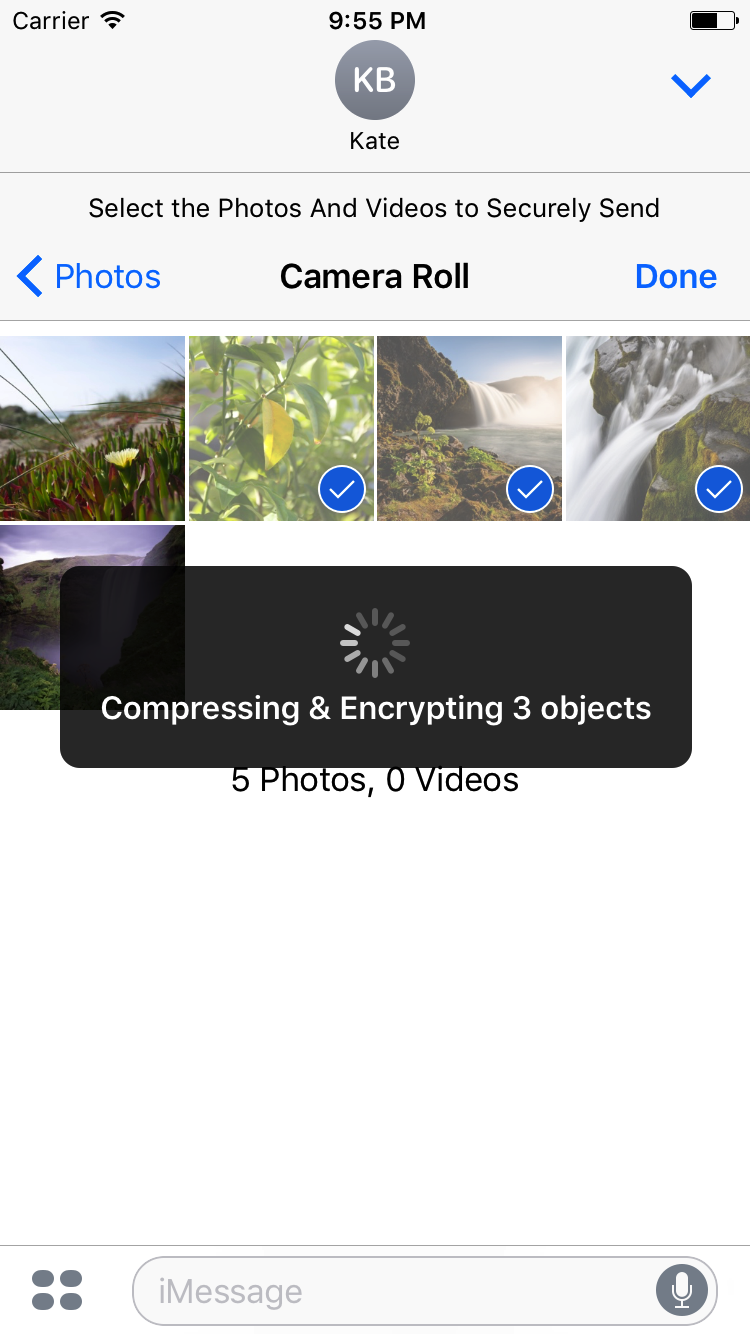 Carrier 9:55 PM
KB
Kate
Select the Photos And Videos to Securely Send
Photos Camera Roll Done
Compressing & Encrypting 3 objects
5 Photos, 0 Videos
iMessage